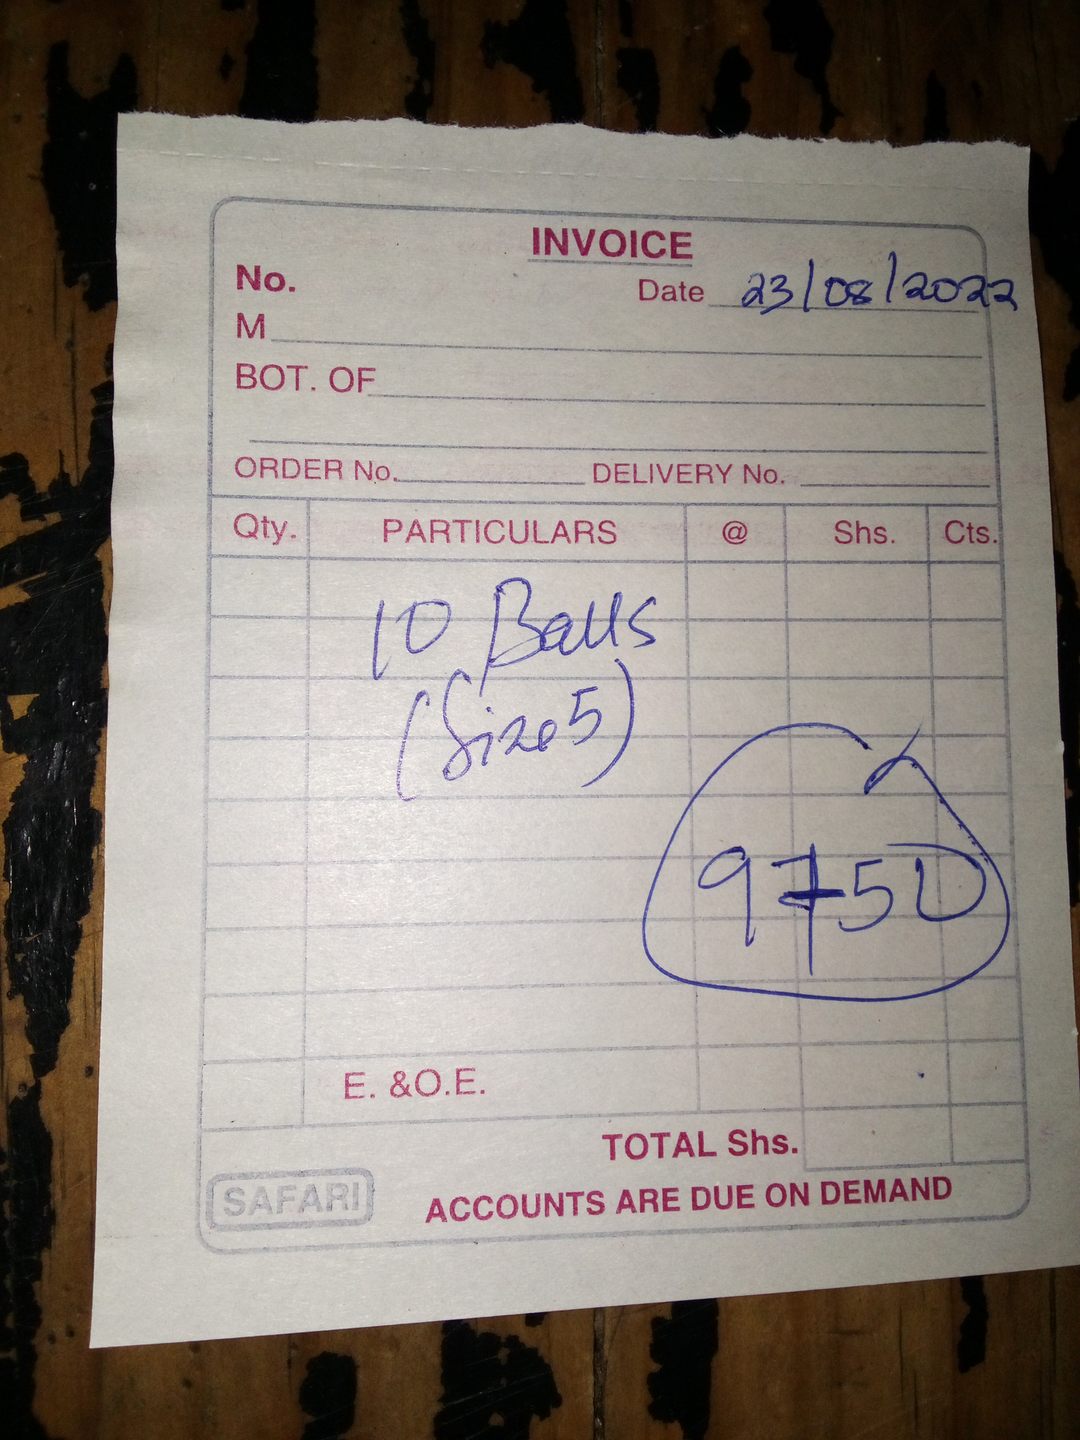 INVOICE
No.
Date 23/08/2022
M
BOT. OF
ORDER No. DELIVERY No.
Qty. PARTICULARS @ Shs. Cts.
10 Balls
(Size 5)
9750
E. &O.E.
TOTAL Shs.
SAFARI
ACCOUNTS ARE DUE ON DEMAND